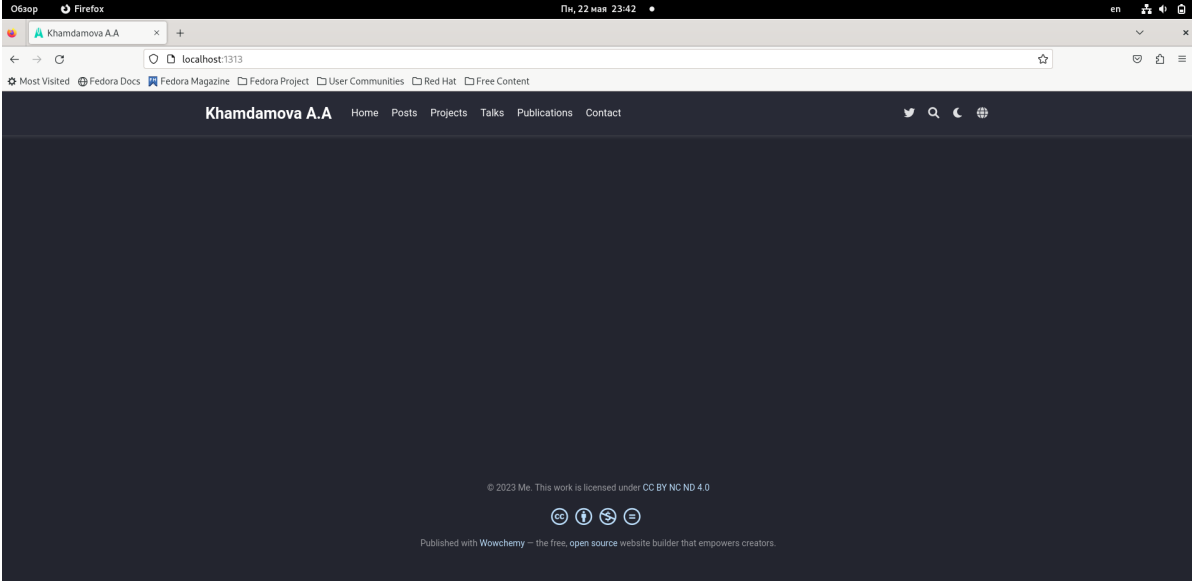 Обзор Firefox Пн, 22 мая 23:42 en
Khamdamova A.A
localhost:1313
Most Visited Fedora Docs Fedora Magazine Fedora Project User Communities Red Hat Free Content
Khamdamova A.A Home Posts Projects Talks Publications Contact
© 2023 Me. This work is licensed under CC BY NC ND 4.0
Published with Wowchemy — the free, open source website builder that empowers creators.